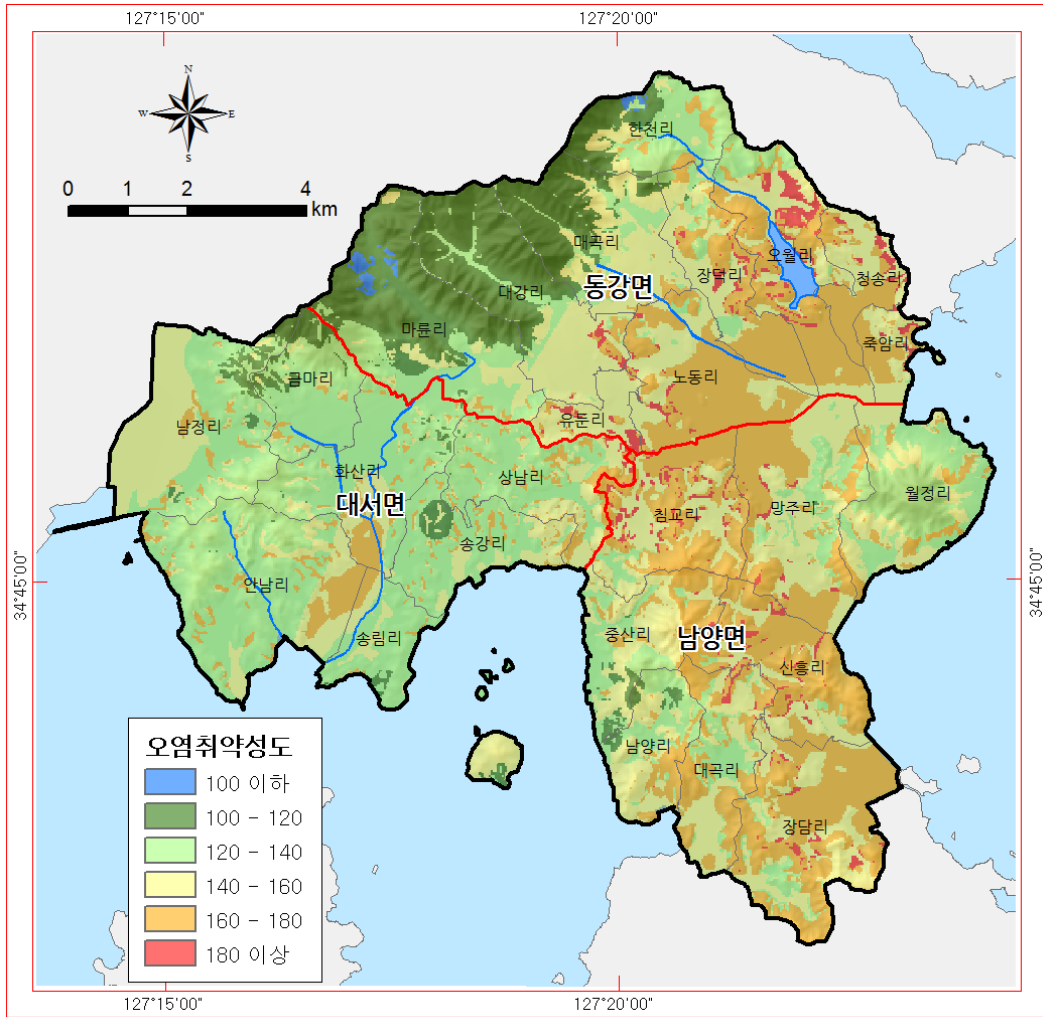 127°15'00"
127°20'00"
N
W
E
S
0
1
2
4
km
한천리
매곡리
오월리
장덕리
청송리
동강면
대강리
마륜리
죽암리
금마리
노동리
유둔리
남정리
화산리
상남리
월정리
대서면
침교리
망주리
송강리
34°45'00"
34°45'00"
안남리
송림리
중산리
남양면
신흥리
남양리
대곡리
장담리
오염취약성도
100 이하
100 - 120
120 - 140
140 - 160
160 - 180
180 이상
127°15'00"
127°20'00"